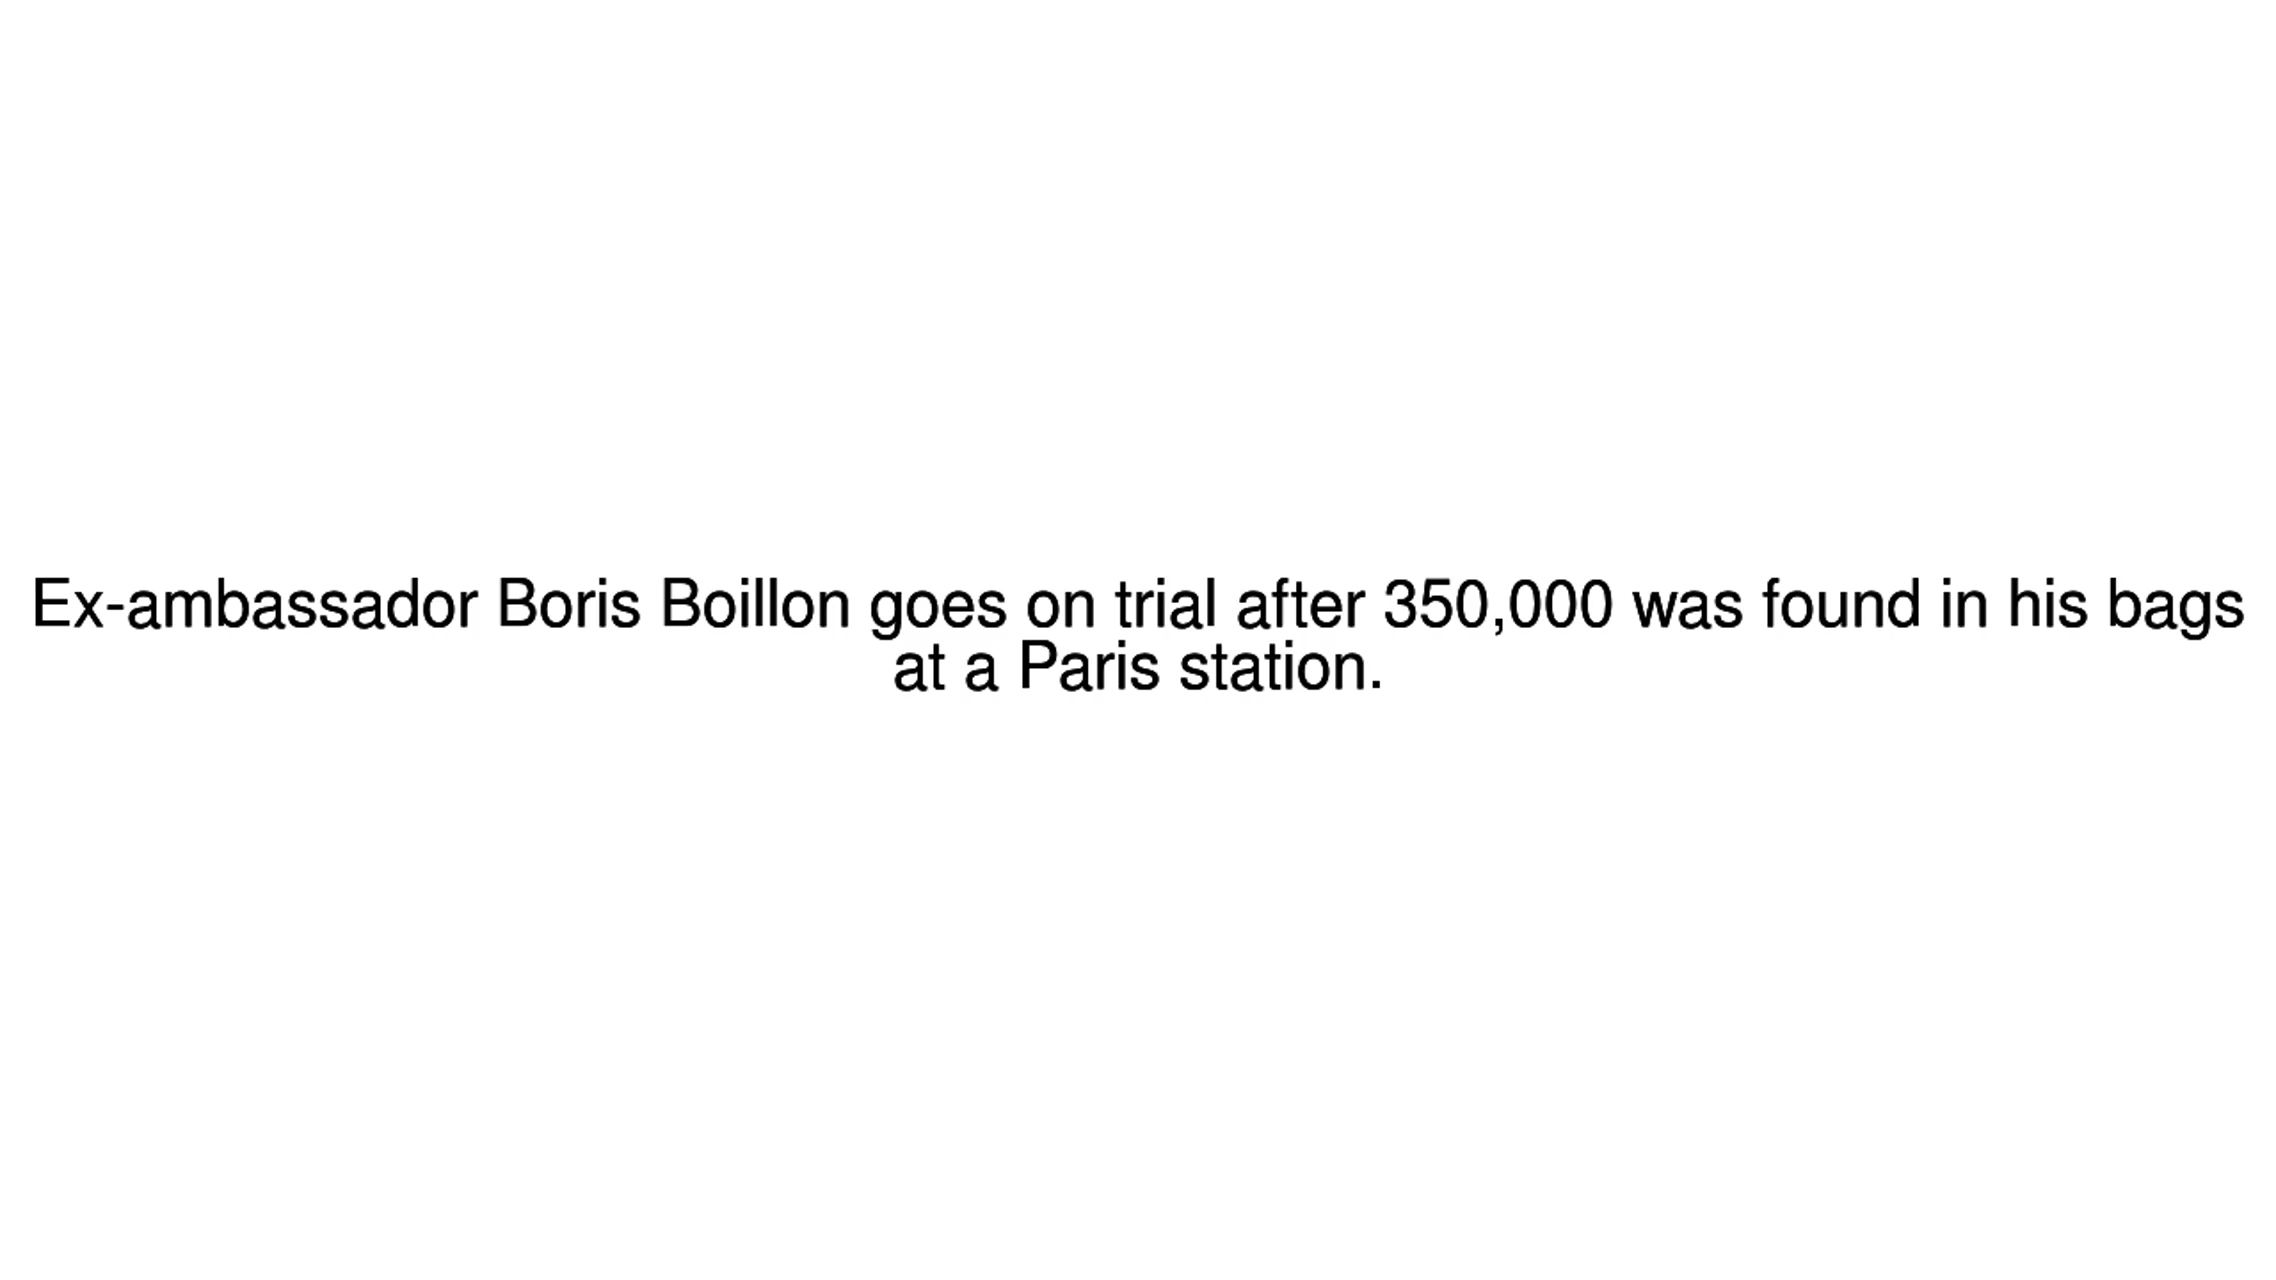 Ex-ambassador Boris Boillon goes on trial after 350,000 was found in his bags
at a Paris station.